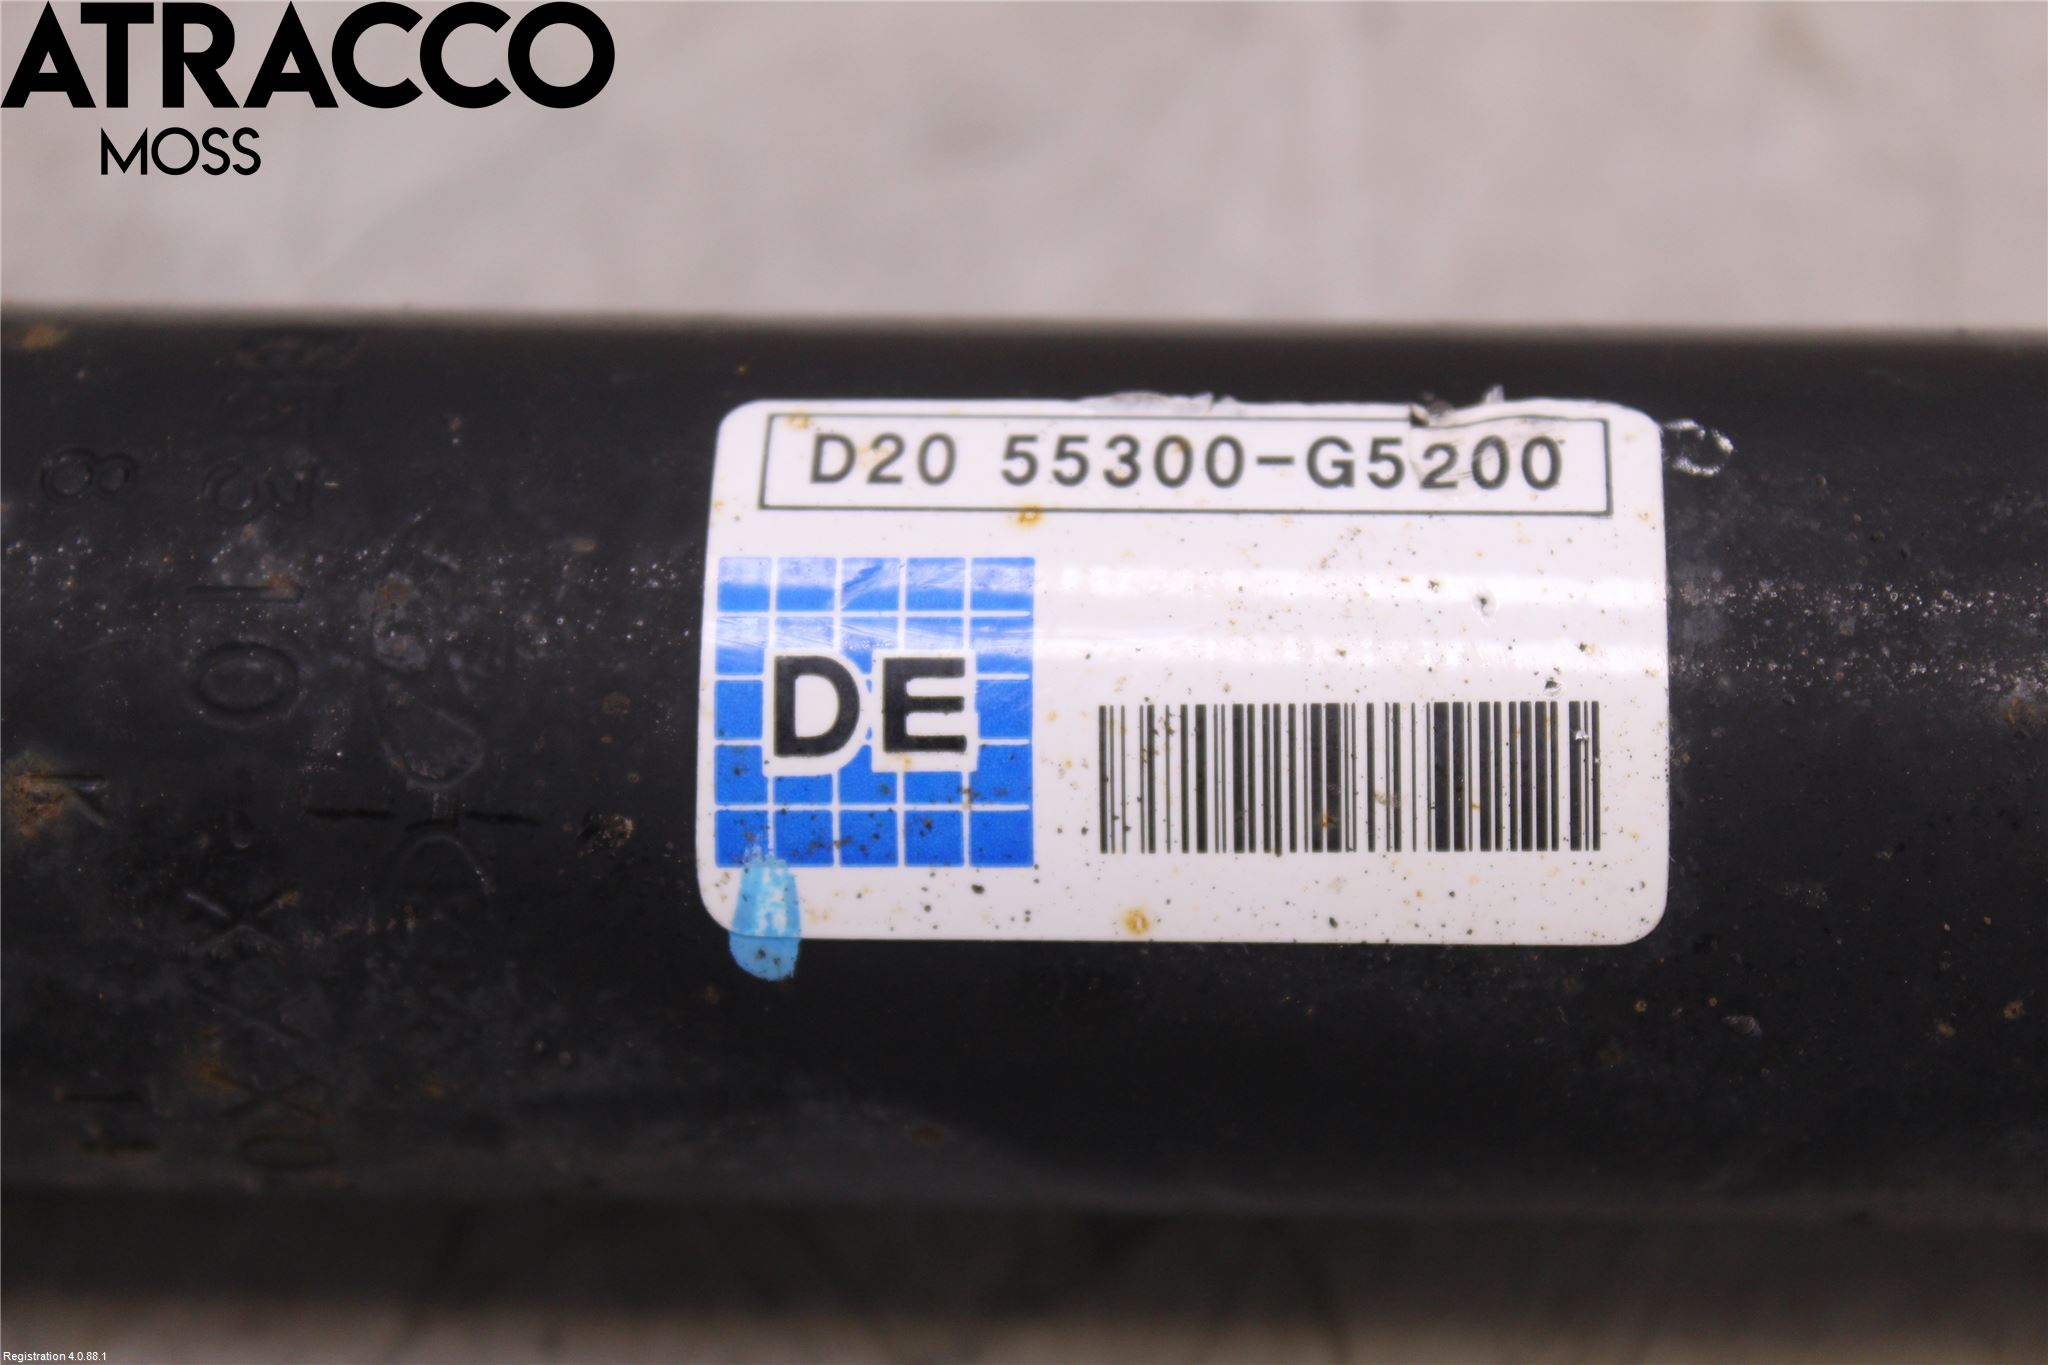 ATRACCO
MOSS
D20 55300-G5200
DE
Registration 4.0.88.1